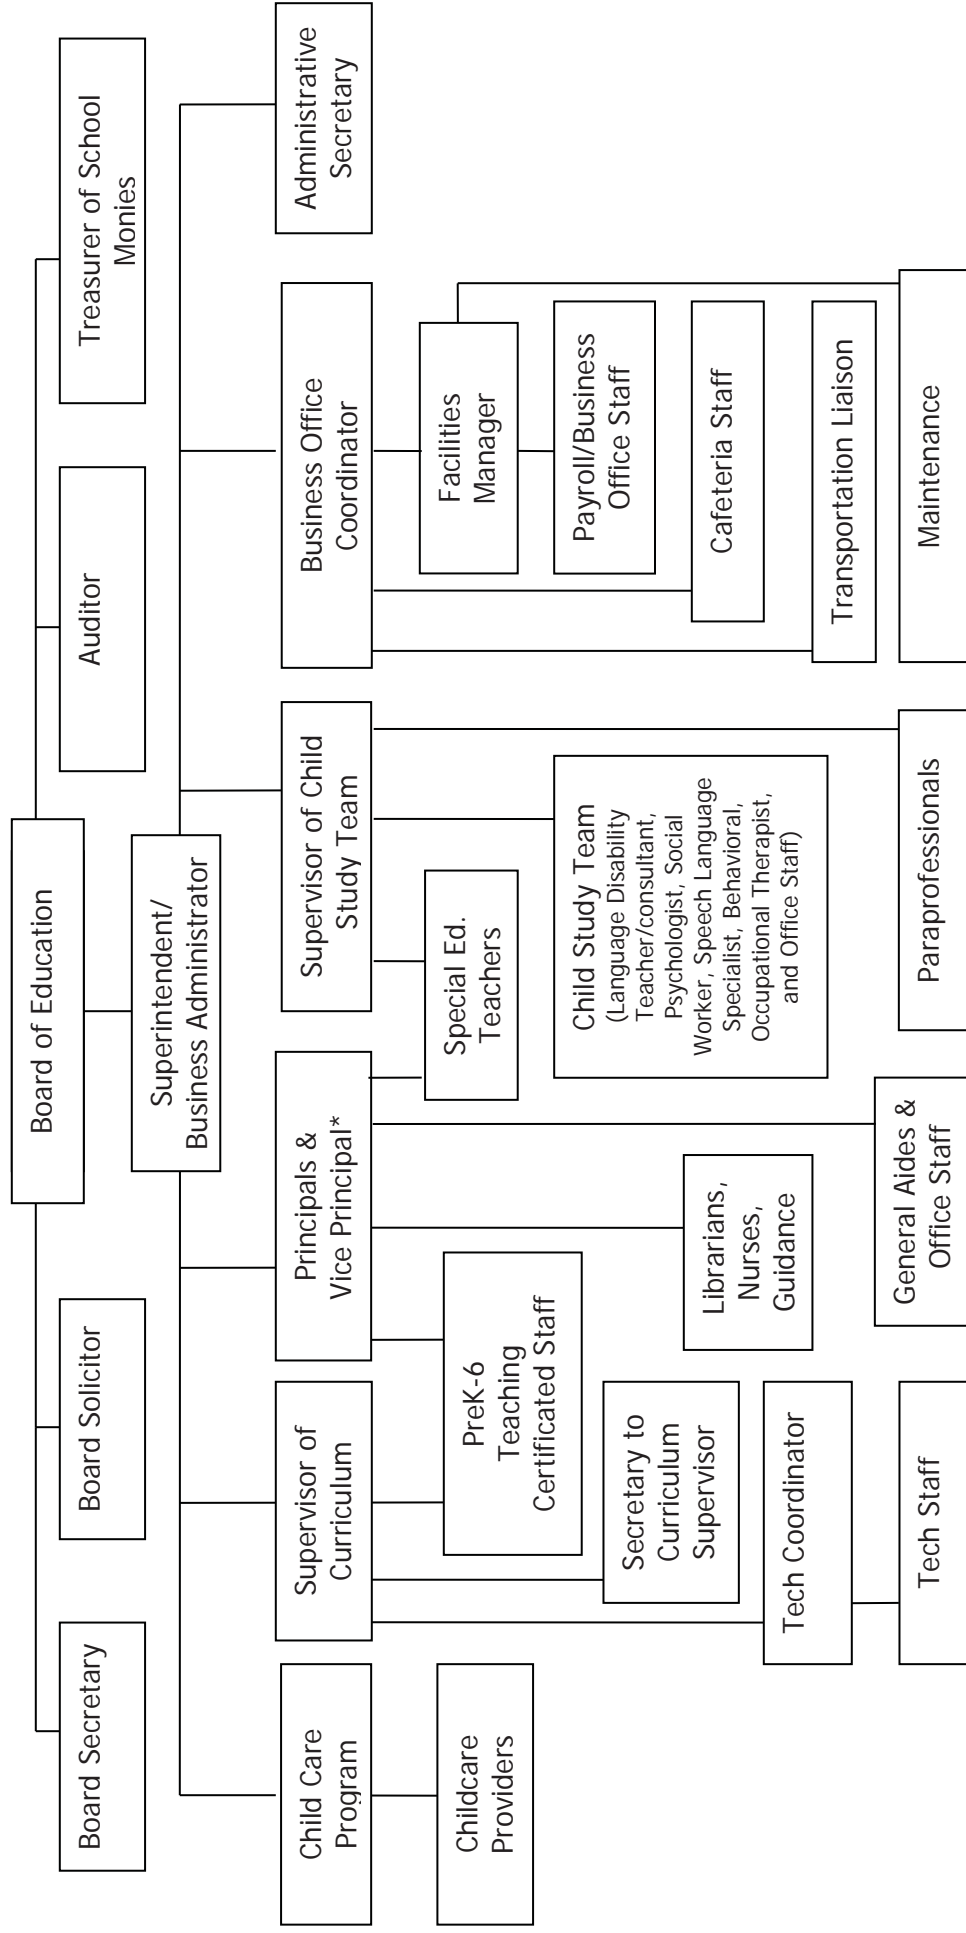 Board of Education
Board Secretary
Board Solicitor
Auditor
Treasurer of School
Monies
Superintendent/
Business Administrator
Child Care
Program
Supervisor of
Curriculum
Principals &
Vice Principal*
Supervisor of Child
Study Team
Business Office
Coordinator
Administrative
Secretary
Childcare
Providers
PreK-6
Teaching
Certificated Staff
Special Ed.
Teachers
Facilities
Manager
Secretary to
Curriculum
Supervisor
Librarians,
Nurses,
Guidance
Child Study Team
(Language Disability
Teacher/consultant,
Psychologist, Social
Worker, Speech Language
Specialist, Behavioral,
Occupational Therapist,
and Office Staff)
Payroll/Business
Office Staff
Cafeteria Staff
Tech Coordinator
Transportation Liaison
Tech Staff
General Aides &
Office Staff
Paraprofessionals
Maintenance